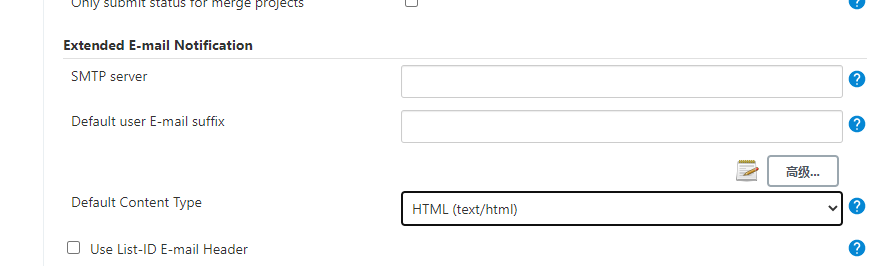 Only submit status for merge projects
Extended E-mail Notification
SMTP server
Default user E-mail suffix
高级...
Default Content Type
HTML (text/html)
Use List-ID E-mail Header